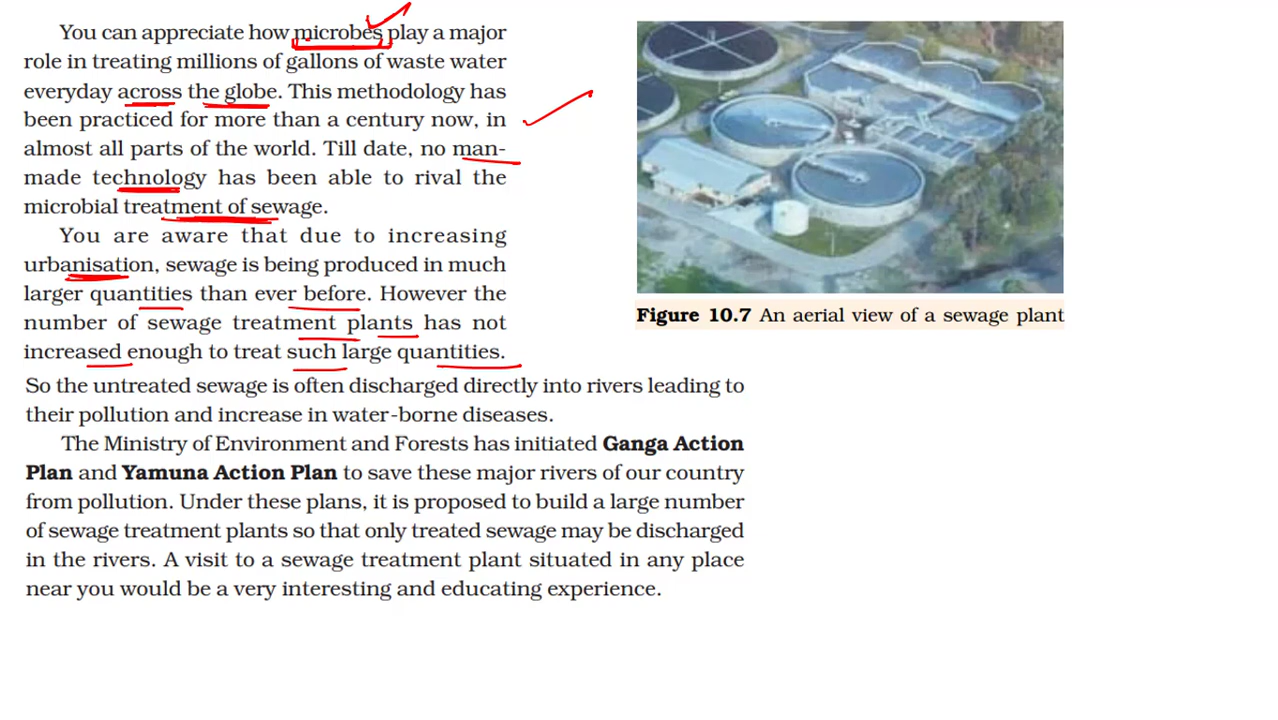 You can appreciate how microbes play a major
role in treating millions of gallons of waste water
everyday across the globe. This methodology has
been practiced for more than a century now, in
almost all parts of the world. Till date, no man-
made technology has been able to rival the
microbial treatment of sewage.
You are aware that due to increasing
urbanisation, sewage is being produced in much
larger quantities than ever before. However the
number of sewage treatment plants has not
increased enough to treat such large quantities.
So the untreated sewage is often discharged directly into rivers leading to
their pollution and increase in water-borne diseases.
The Ministry of Environment and Forests has initiated Ganga Action
Plan and Yamuna Action Plan to save these major rivers of our country
from pollution. Under these plans, it is proposed to build a large number
of sewage treatment plants so that only treated sewage may be discharged
in the rivers. A visit to a sewage treatment plant situated in any place
near you would be a very interesting and educating experience.
Figure 10.7 An aerial view of a sewage plant